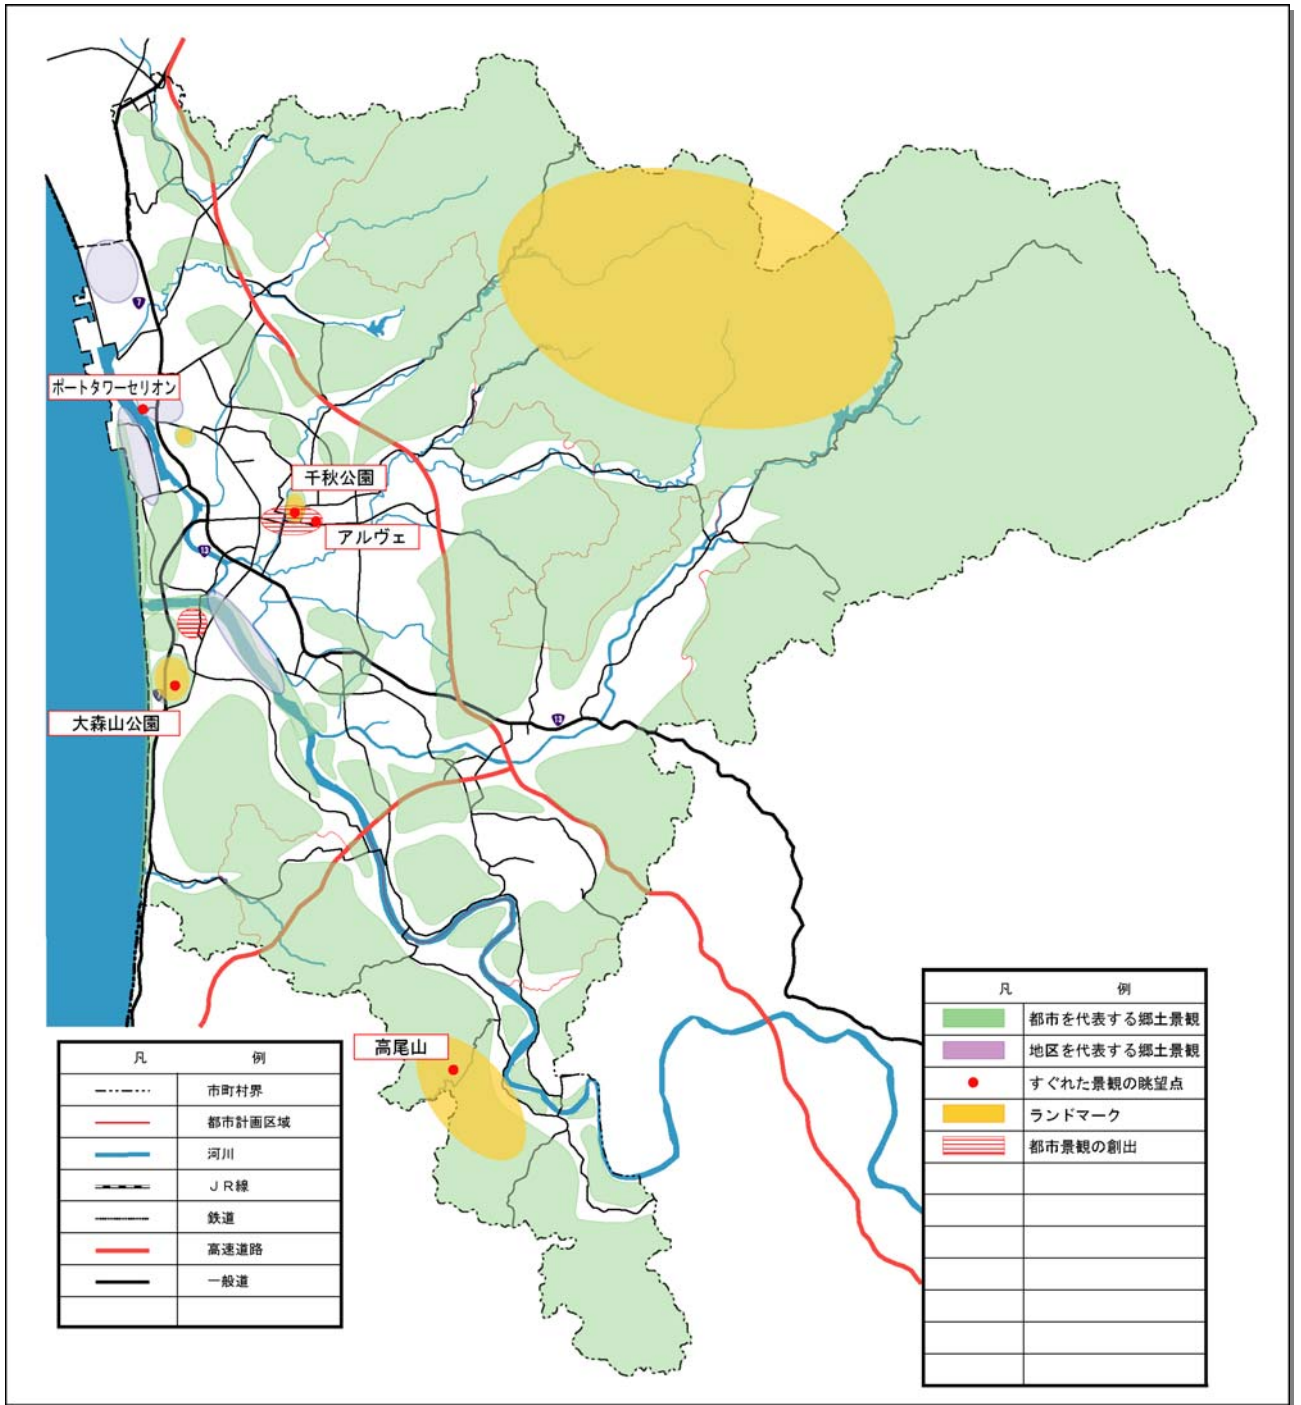 7
ポートタワーセリオン
千秋公園
アルヴェ
13
大森山公園
7
13
高尾山
凡 例
市町村界
都市計画区域
河川
ＪＲ線
鉄道
高速道路
一般道
凡 例
都市を代表する郷土景観
地区を代表する郷土景観
すぐれた景観の眺望点
ランドマーク
都市景観の創出